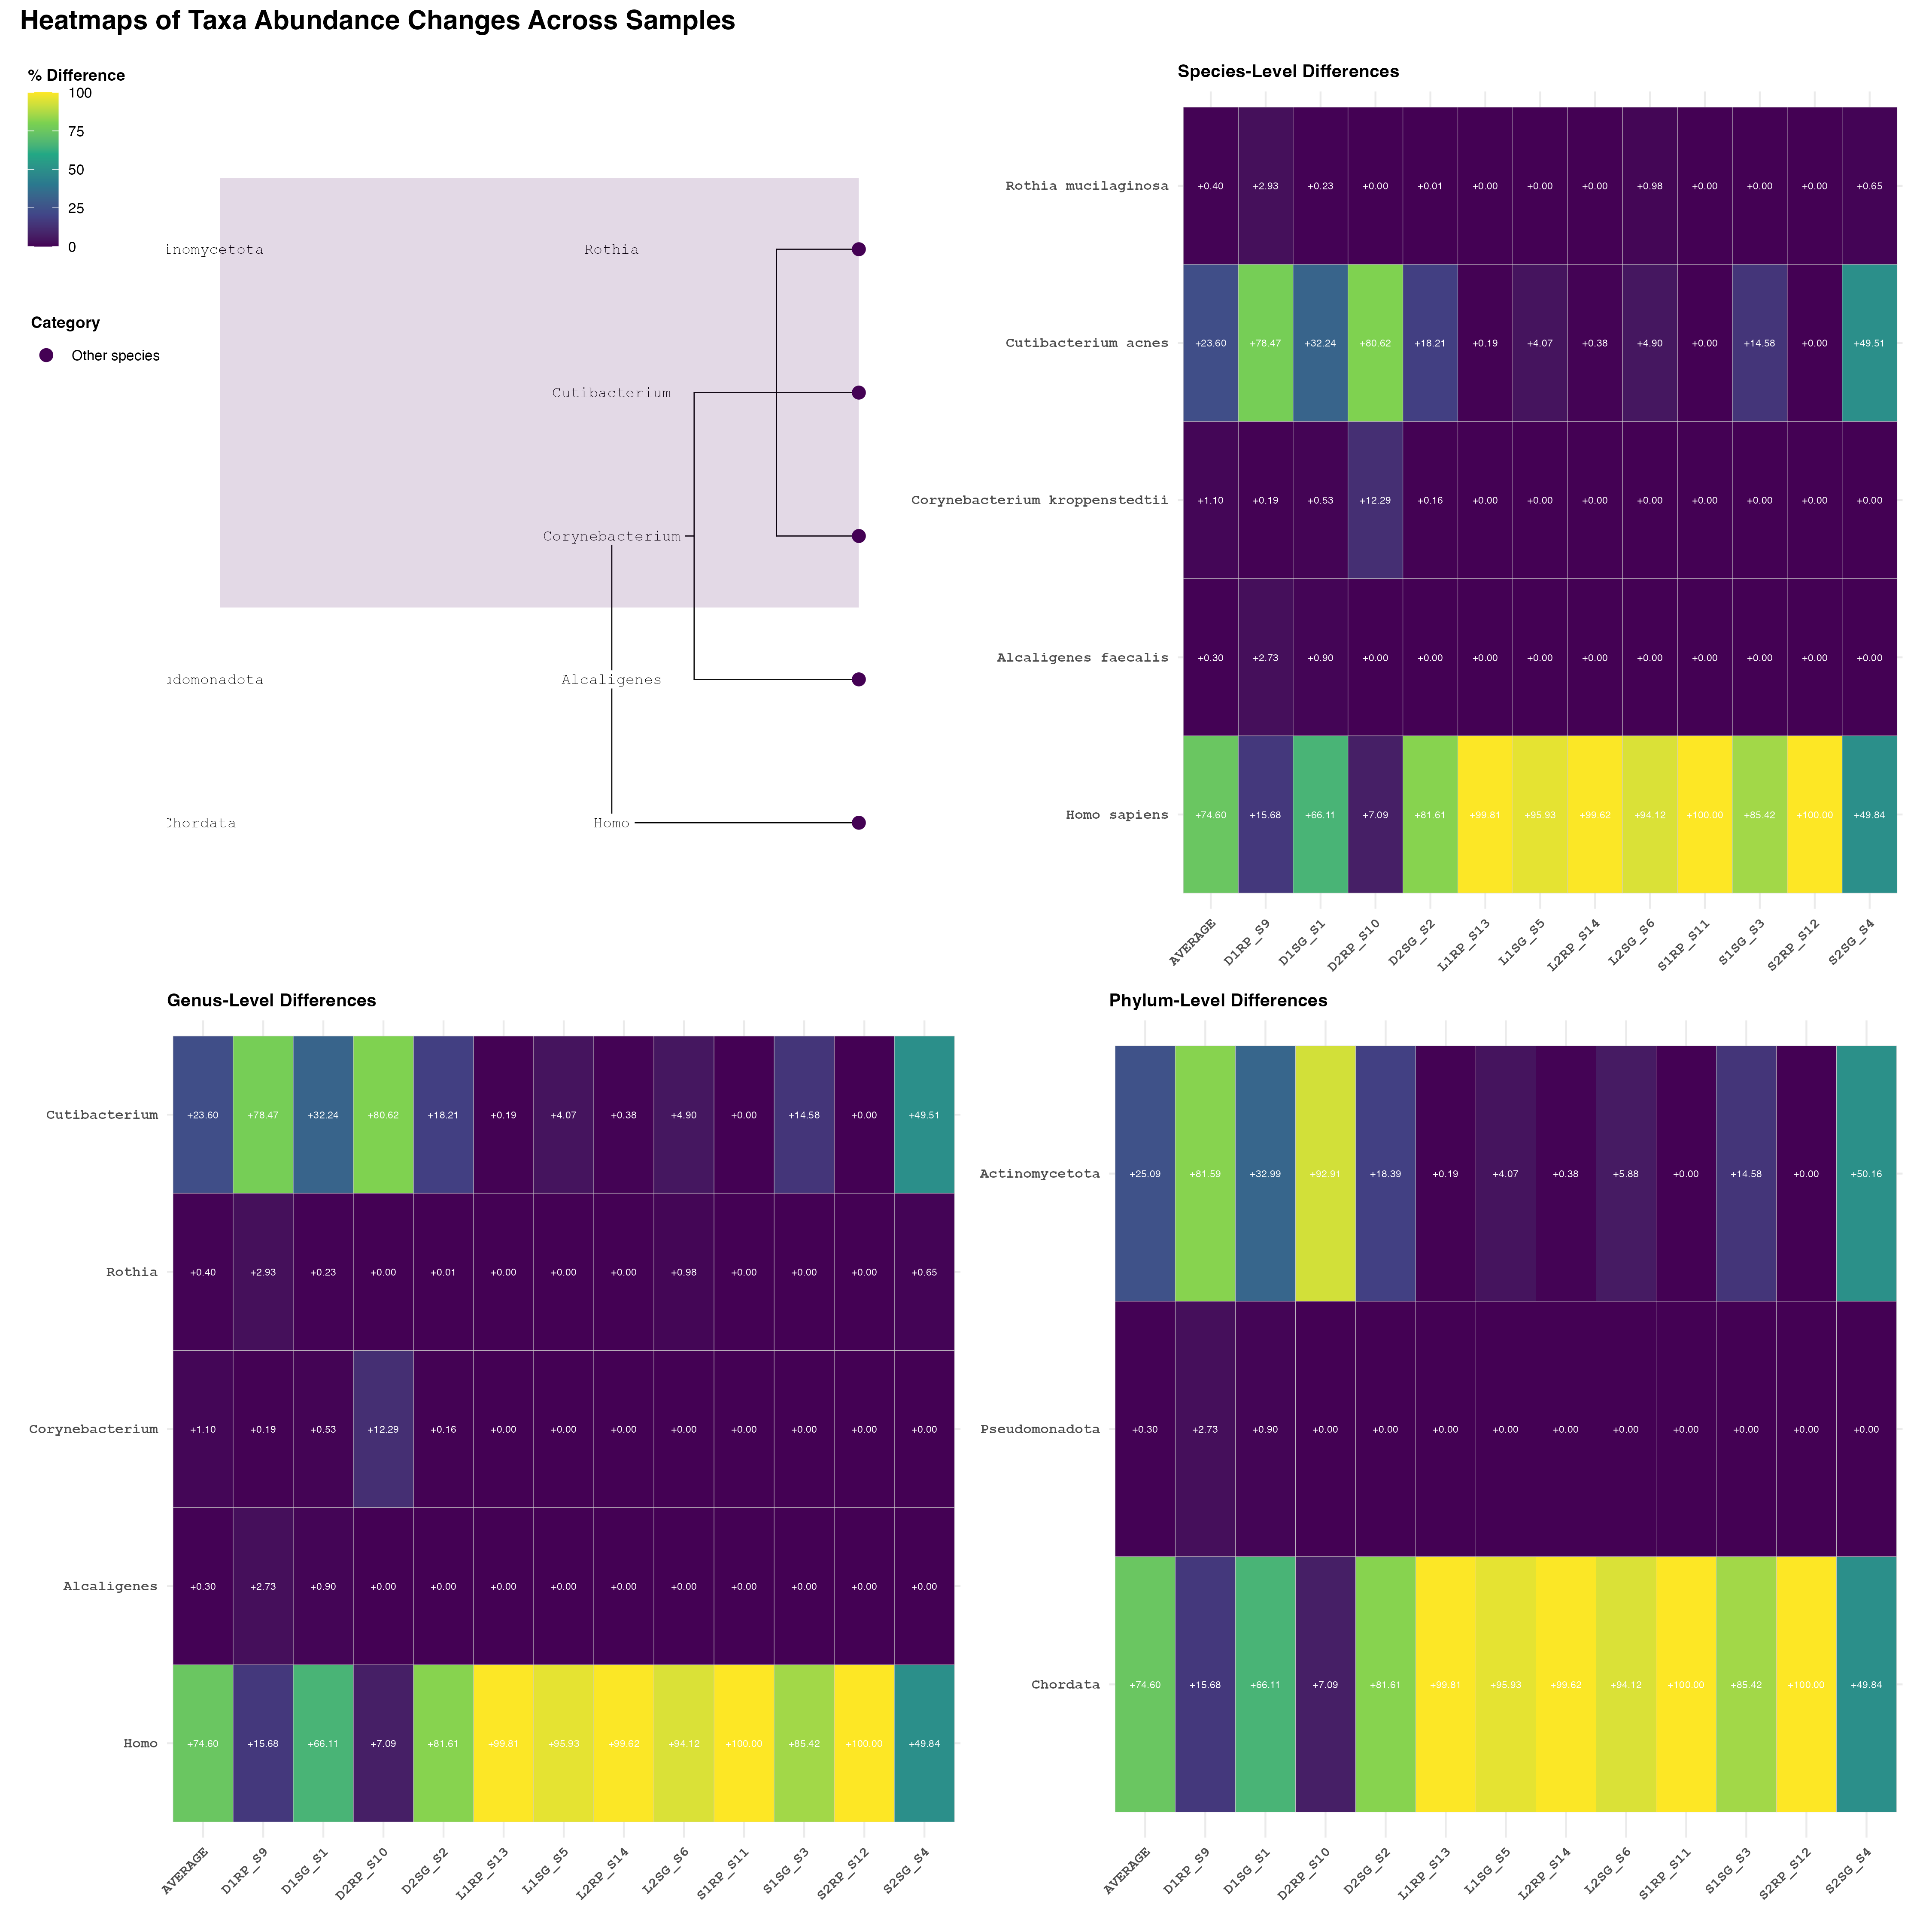 Heatmaps of Taxa Abundance Changes Across Samples
% Difference
100
75
50
25
0
Category
Other species
inomycetota
Rothia
Cutibacterium
Corynebacterium
udomonadota
Alcaligenes
Chordata
Homo
Species-Level Differences
Rothia mucilaginosa +0.40 +2.93 +0.23 +0.00 +0.01 +0.00 +0.00 +0.00 +0.98 +0.00 +0.00 +0.00 +0.65
Cutibacterium acnes +23.60 +78.47 +32.24 +80.62 +18.21 +0.19 +4.07 +0.38 +4.90 +0.00 +14.58 +0.00 +49.51
Corynebacterium kroppenstedtii +1.10 +0.19 +0.53 +12.29 +0.16 +0.00 +0.00 +0.00 +0.00 +0.00 +0.00 +0.00 +0.00
Alcaligenes faecalis +0.30 +2.73 +0.90 +0.00 +0.00 +0.00 +0.00 +0.00 +0.00 +0.00 +0.00 +0.00 +0.00
Homo sapiens +74.60 +15.68 +66.11 +7.09 +81.61 +99.81 +95.93 +99.62 +94.12 +100.00 +85.42 +100.00 +49.84
AVERAGE D1RP_S9 D1SG_S1 D2RP_S10 D2SG_S2 L1RP_S13 L1SG_S5 L2RP_S14 L2SG_S6 S1RP_S11 S1SG_S3 S2RP_S12 S2SG_S4
Genus-Level Differences
Cutibacterium +23.60 +78.47 +32.24 +80.62 +18.21 +0.19 +4.07 +0.38 +4.90 +0.00 +14.58 +0.00 +49.51
Rothia +0.40 +2.93 +0.23 +0.00 +0.01 +0.00 +0.00 +0.00 +0.98 +0.00 +0.00 +0.00 +0.65
Corynebacterium +1.10 +0.19 +0.53 +12.29 +0.16 +0.00 +0.00 +0.00 +0.00 +0.00 +0.00 +0.00 +0.00
Alcaligenes +0.30 +2.73 +0.90 +0.00 +0.00 +0.00 +0.00 +0.00 +0.00 +0.00 +0.00 +0.00 +0.00
Homo +74.60 +15.68 +66.11 +7.09 +81.61 +99.81 +95.93 +99.62 +94.12 +100.00 +85.42 +100.00 +49.84
AVERAGE D1RP_S9 D1SG_S1 D2RP_S10 D2SG_S2 L1RP_S13 L1SG_S5 L2RP_S14 L2SG_S6 S1RP_S11 S1SG_S3 S2RP_S12 S2SG_S4
Phylum-Level Differences
Actinomycetota +25.09 +81.59 +32.99 +92.91 +18.39 +0.19 +4.07 +0.38 +5.88 +0.00 +14.58 +0.00 +50.16
Pseudomonadota +0.30 +2.73 +0.90 +0.00 +0.00 +0.00 +0.00 +0.00 +0.00 +0.00 +0.00 +0.00 +0.00
Chordata +74.60 +15.68 +66.11 +7.09 +81.61 +99.81 +95.93 +99.62 +94.12 +100.00 +85.42 +100.00 +49.84
AVERAGE D1RP_S9 D1SG_S1 D2RP_S10 D2SG_S2 L1RP_S13 L1SG_S5 L2RP_S14 L2SG_S6 S1RP_S11 S1SG_S3 S2RP_S12 S2SG_S4